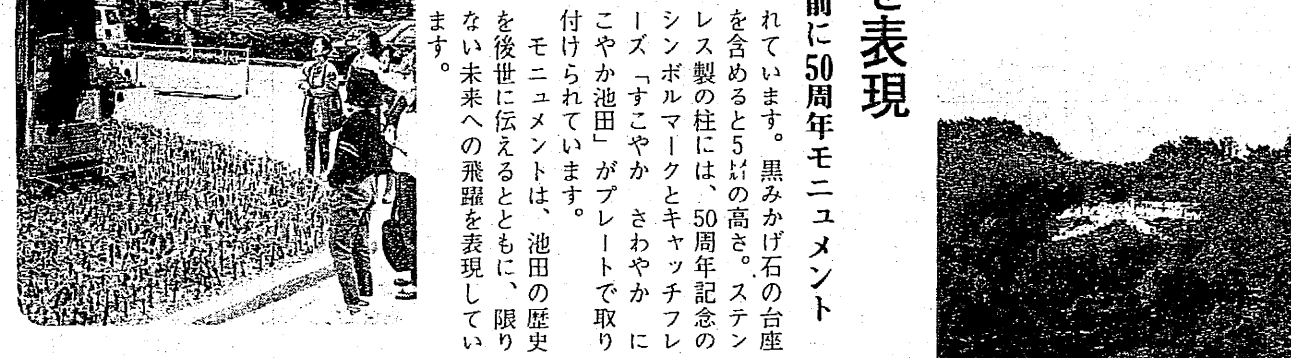 を表現
前に50周年モニュメント
れています。黒みかげ石の台座
を含めると5㍍の高さ。ステン
レス製の柱には、50周年記念の
シンボルマークとキャッチフレ
ーズ「すこやか さわやか に
こやか池田」がプレートで取り
付けられています。
モニュメントは、池田の歴史
を後世に伝えるとともに、限り
ない未来への飛躍を表現してい
ます。